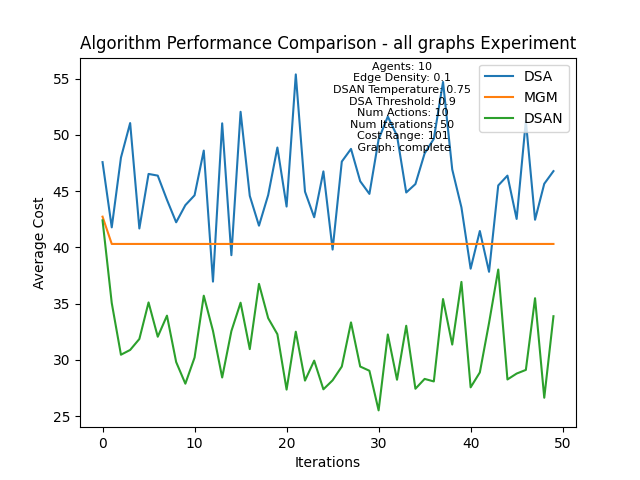 Algorithm Performance Comparison - all graphs Experiment
Agents: 10
Edge Density: 0.1
DSAN Temperature: 0.75
DSA Threshold: 0.9
Num Actions: 10
Num Iterations: 50
Cost Range: 101
Graph: complete
DSA
MGM
DSAN
Average Cost
55
50
45
40
35
30
25
0
10
20
30
40
50
Iterations